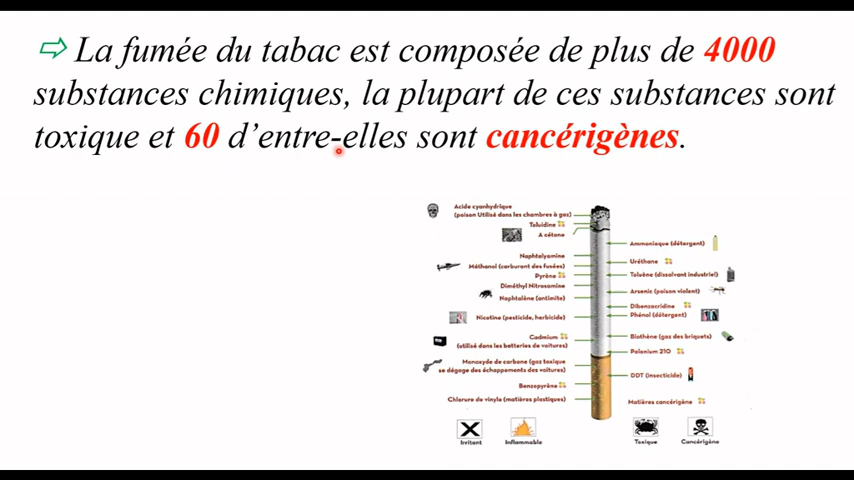 La fumée du tabac est composée de plus de 4000
substances chimiques, la plupart de ces substances sont
toxique et 60 d’entre-elles sont cancérigènes.
Acide cyanhydrique
(poison Utilisé dans les chambres à gaz)
Toluidine
A cétone
Naphtalyamine
Méthanol (carburant des fusées)
Pyrène
Diméthyl Nitrosamine
Naphtalène (antimite)
Nicotine (pesticide, herbicide)
Cadmium
(utilisé dans les batteries de voitures)
Monoxyde de carbone (gaz toxique
se dégage des échappements des voitures)
Benzopyrène
Chlorure de vinyle (matières plastiques)
Ammoniaque (détergent)
Uréthane
Toluène (dissolvant industriel)
Arsenic (poison violent)
Dibenzacridine
Phénol (détergent)
Biothène (gaz des briquets)
Polonium 210
DDT (insecticide)
Matières cancérigène
Irritant
Inflammable
Toxique
Cancérigène